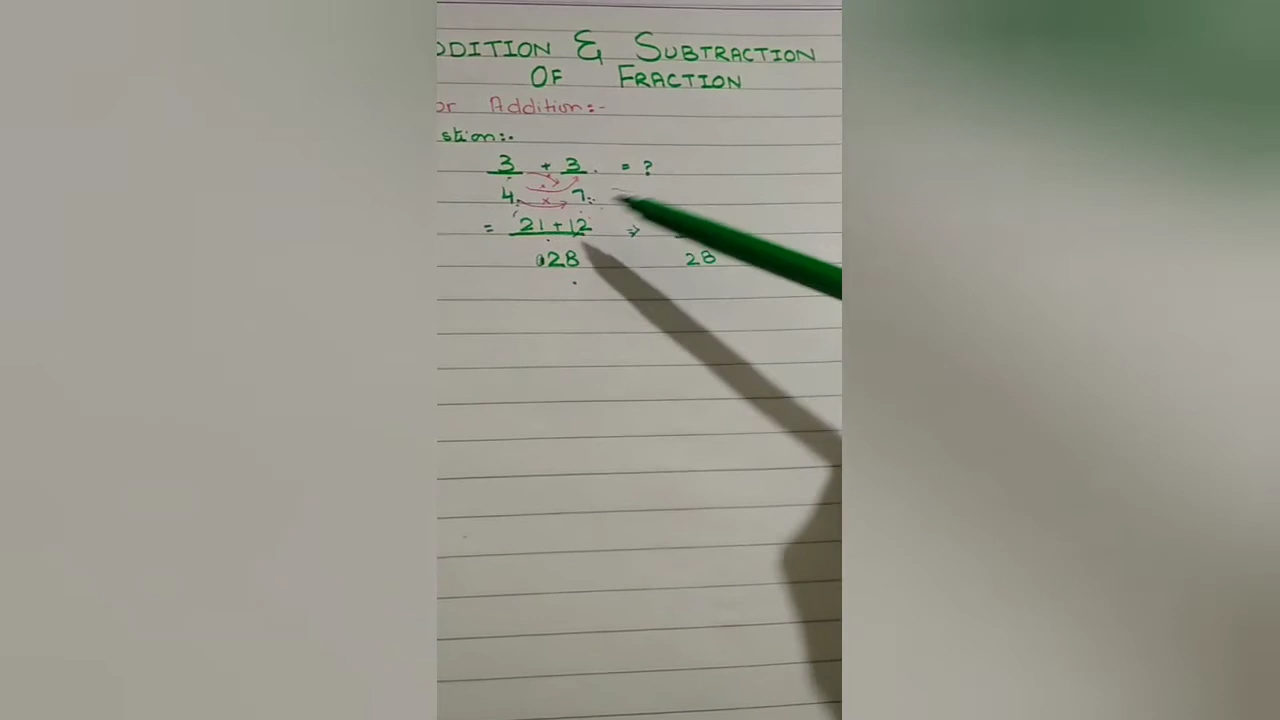 DDITION & SUBTRACTION
OF FRACTION
or Addition:-
stion:-
3 + 3 = ?
4 7
= 21 + 12 ⇒
28 28